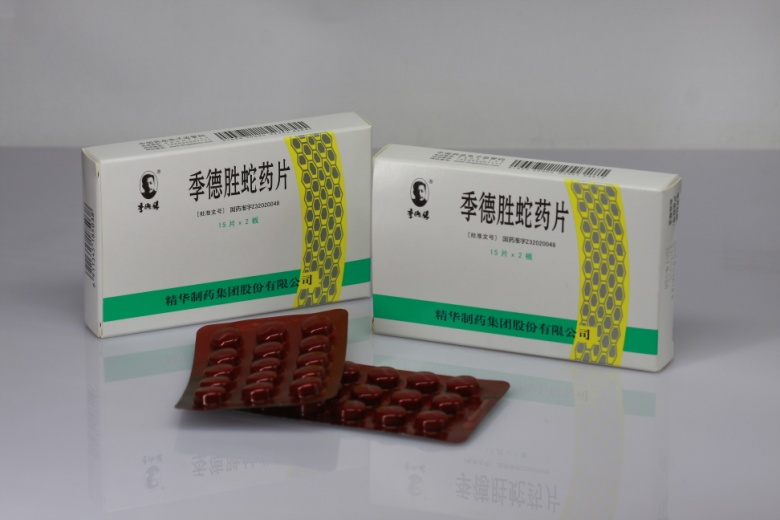 季德胜蛇药片
[批准文号] 国药准字Z32020048
15 片 x 2 板
精华制药集团股份有限公司
季德胜蛇药片
[批准文号] 国药准字Z32020048
15 片 x 2 板
精华制药集团股份有限公司